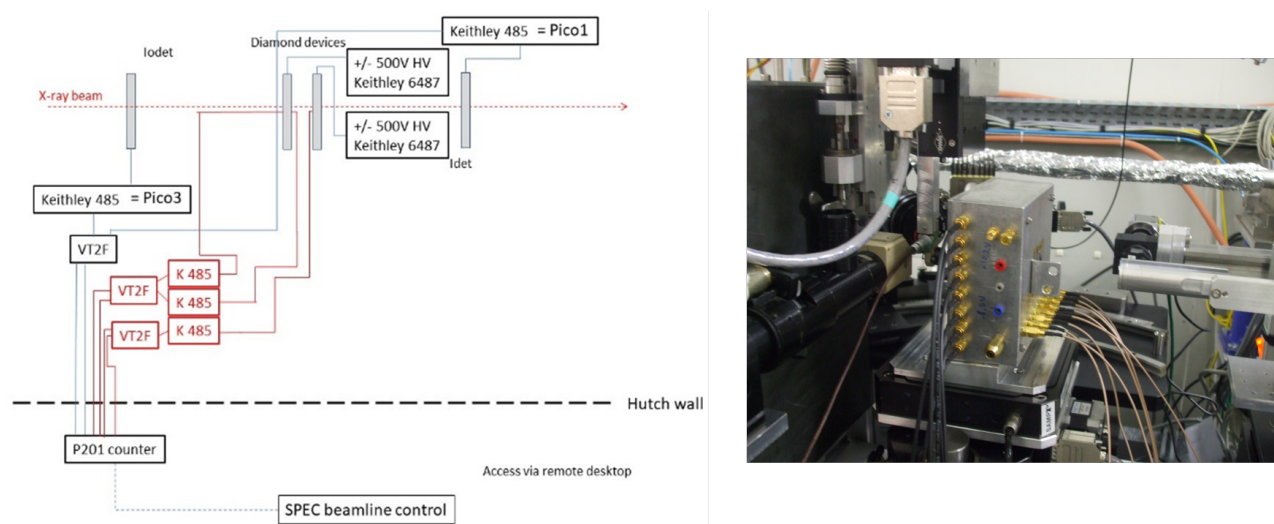 Keithley 485 = Pico1
Iodet
Diamond devices
+/- 500V HV
Keithley 6487
X-ray beam
+/- 500V HV
Keithley 6487
Idet
Keithley 485 = Pico3
VT2F
K 485
VT2F
K 485
K 485
VT2F
Hutch wall
P201 counter
Access via remote desktop
SPEC beamline control